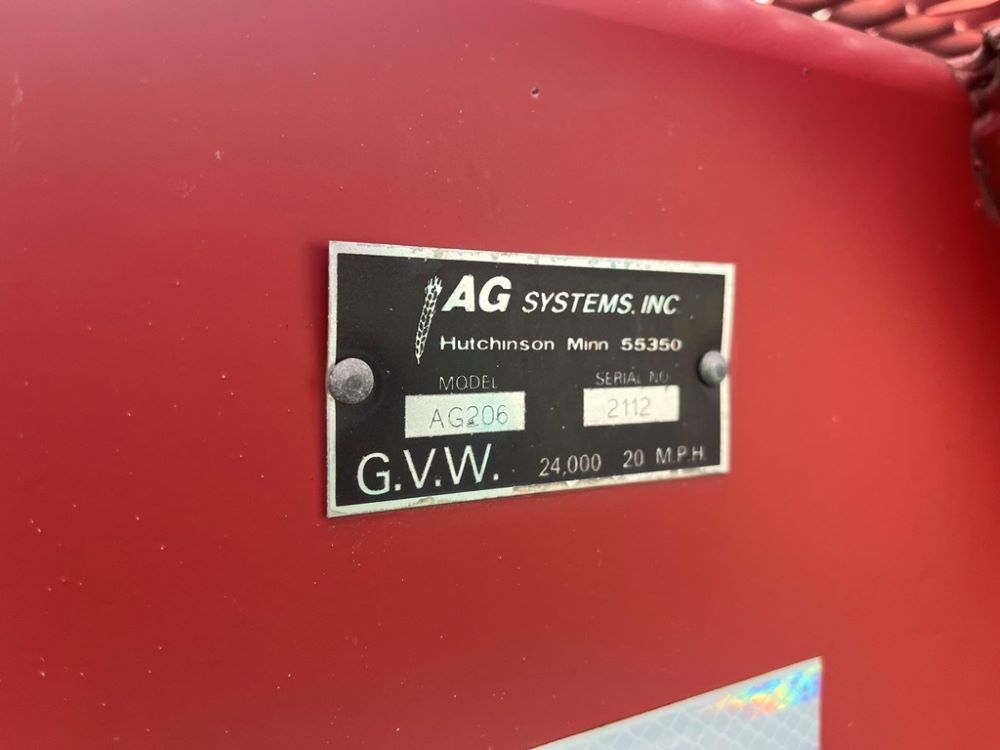 AG SYSTEMS, INC
Hutchinson Minn 55350
MODEL SERIAL NO
AG206 2112
G.V.W. 24,000 20 M.P.H.